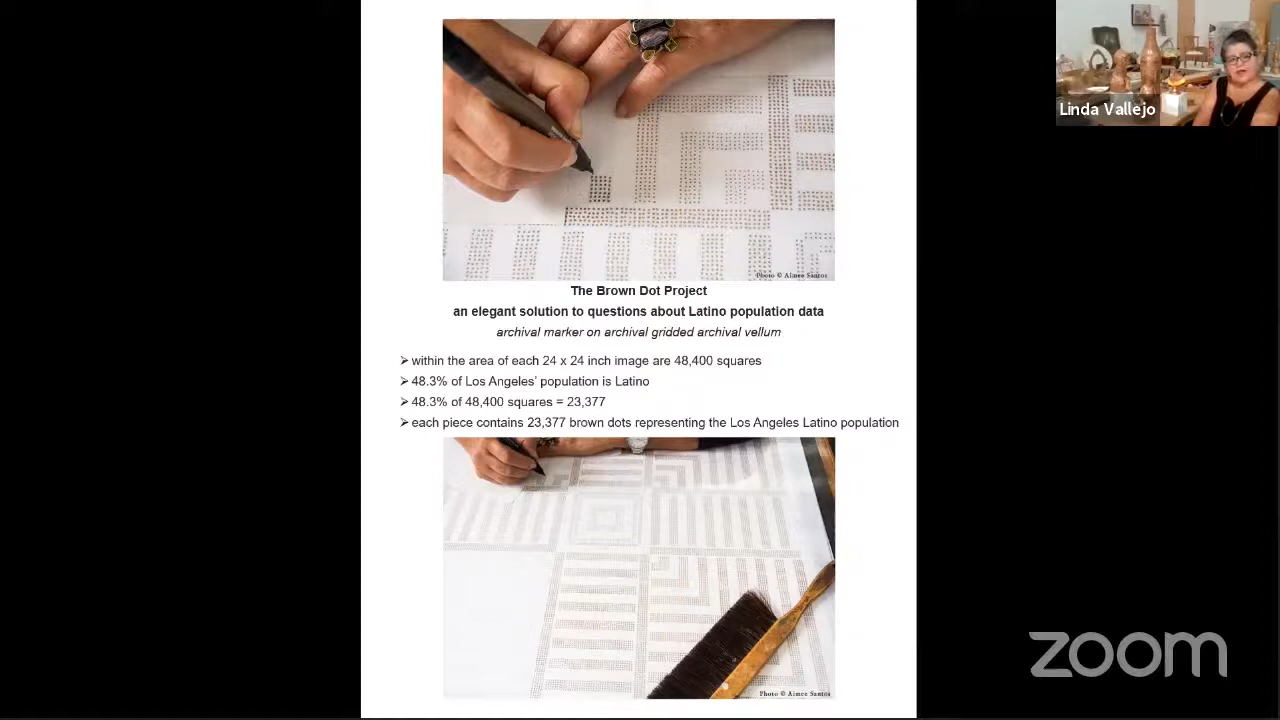 Linda Vallejo
Photo © Aimee Santos
The Brown Dot Project
an elegant solution to questions about Latino population data
archival marker on archival gridded archival vellum
➢ within the area of each 24 x 24 inch image are 48,400 squares
➢ 48.3% of Los Angeles' population is Latino
➢ 48.3% of 48,400 squares = 23,377
➢ each piece contains 23,377 brown dots representing the Los Angeles Latino population
Photo © Aimee Santos
zoom